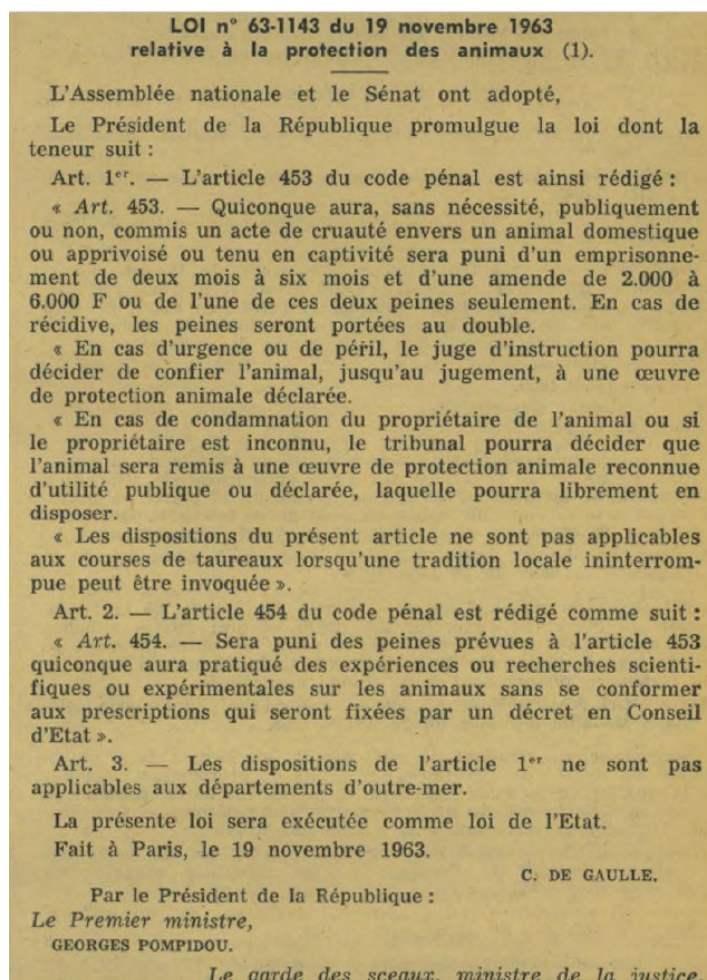 LOI n° 63-1143 du 19 novembre 1963
relative à la protection des animaux (1).
L'Assemblée nationale et le Sénat ont adopté,
Le Président de la République promulgue la loi dont la
teneur suit :
Art. 1er. — L'article 453 du code pénal est ainsi rédigé :
« Art. 453. — Quiconque aura, sans nécessité, publiquement
ou non, commis un acte de cruauté envers un animal domestique
ou apprivoisé ou tenu en captivité sera puni d'un emprisonne-
ment de deux mois à six mois et d'une amende de 2.000 à
6.000 F ou de l'une de ces deux peines seulement. En cas de
récidive, les peines seront portées au double.
« En cas d'urgence ou de péril, le juge d'instruction pourra
décider de confier l'animal, jusqu'au jugement, à une œuvre
de protection animale déclarée.
« En cas de condamnation du propriétaire de l'animal ou si
le propriétaire est inconnu, le tribunal pourra décider que
l'animal sera remis à une œuvre de protection animale reconnue
d'utilité publique ou déclarée, laquelle pourra librement en
disposer.
« Les dispositions du présent article ne sont pas applicables
aux courses de taureaux lorsqu'une tradition locale ininterrom-
pue peut être invoquée ».
Art. 2. — L'article 454 du code pénal est rédigé comme suit :
« Art. 454. — Sera puni des peines prévues à l'article 453
quiconque aura pratiqué des expériences ou recherches scienti-
fiques ou expérimentales sur les animaux sans se conformer
aux prescriptions qui seront fixées par un décret en Conseil
d'Etat ».
Art. 3. — Les dispositions de l'article 1er ne sont pas
applicables aux départements d'outre-mer.
La présente loi sera exécutée comme loi de l'Etat.
Fait à Paris, le 19 novembre 1963.
C. DE GAULLE.
Par le Président de la République :
Le Premier ministre,
GEORGES POMPIDOU.
Le garde des sceaux, ministre de la justice,